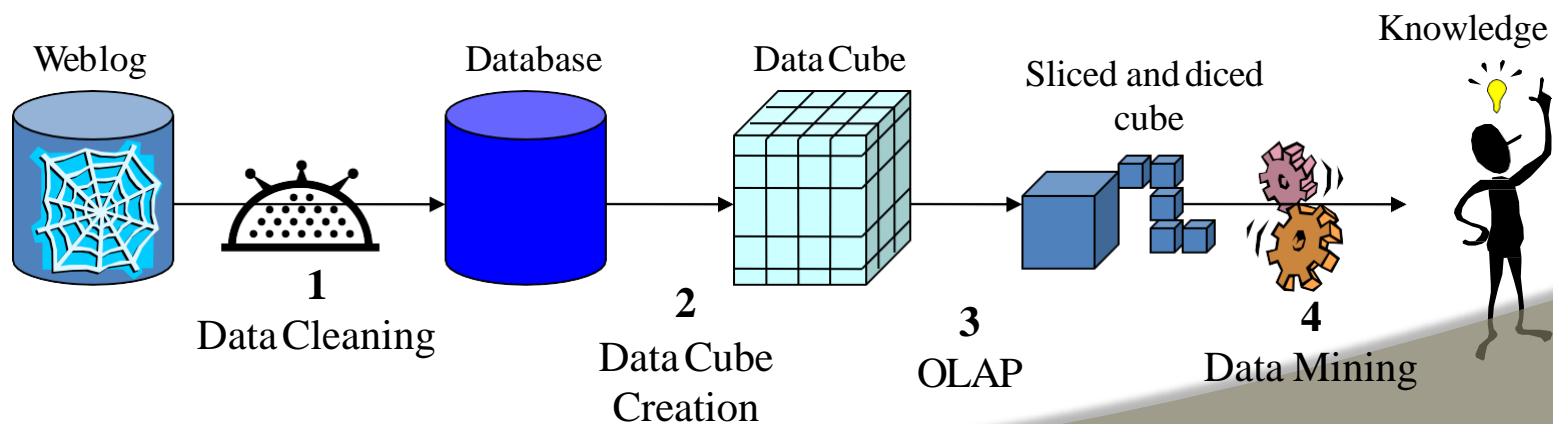 Weblog
Database
Data Cube
Sliced and diced
cube
Knowledge
1
Data Cleaning
2
Data Cube
Creation
3
OLAP
4
Data Mining